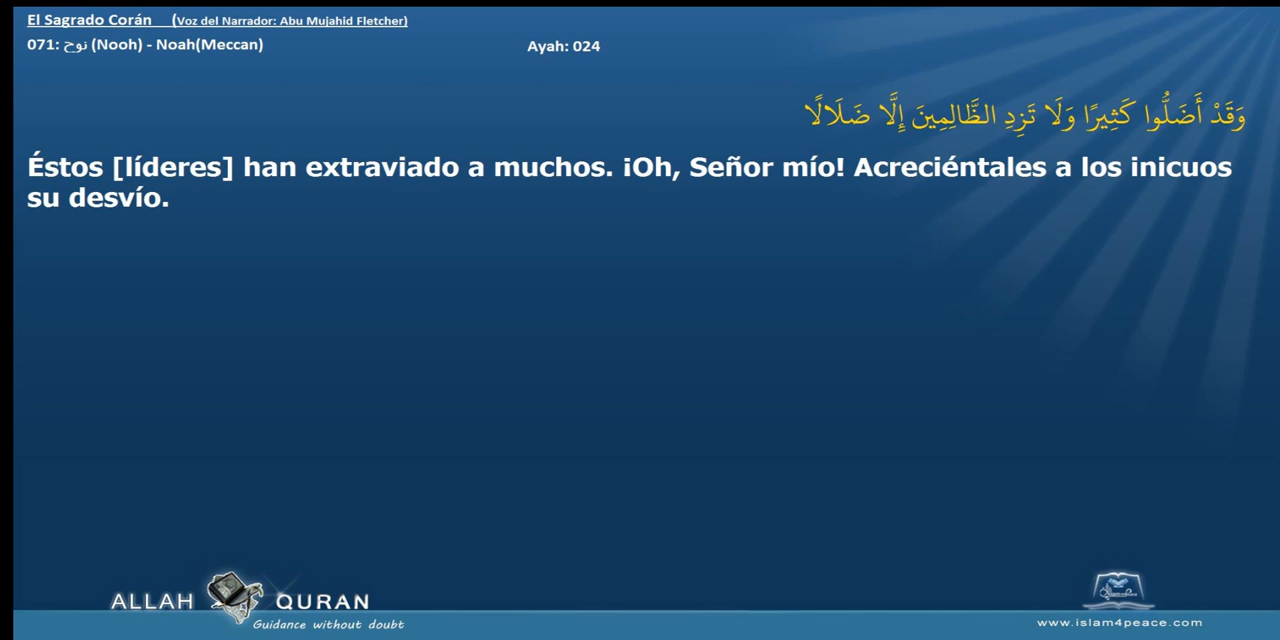 El Sagrado Corán (Voz del Narrador: Abu Mujahid Fletcher)
071: نوح (Nooh) - Noah(Meccan) Ayah: 024
وَقَدْ أَضَلُّوا كَثِيرًا وَلَا تَزِدِ الظَّالِمِينَ إِلَّا ضَلَالًا
Éstos [líderes] han extraviado a muchos. ¡Oh, Señor mío! Acreciéntales a los inicuos
su desvío.
ALLAH QURAN
Guidance without doubt
www.islam4peace.com